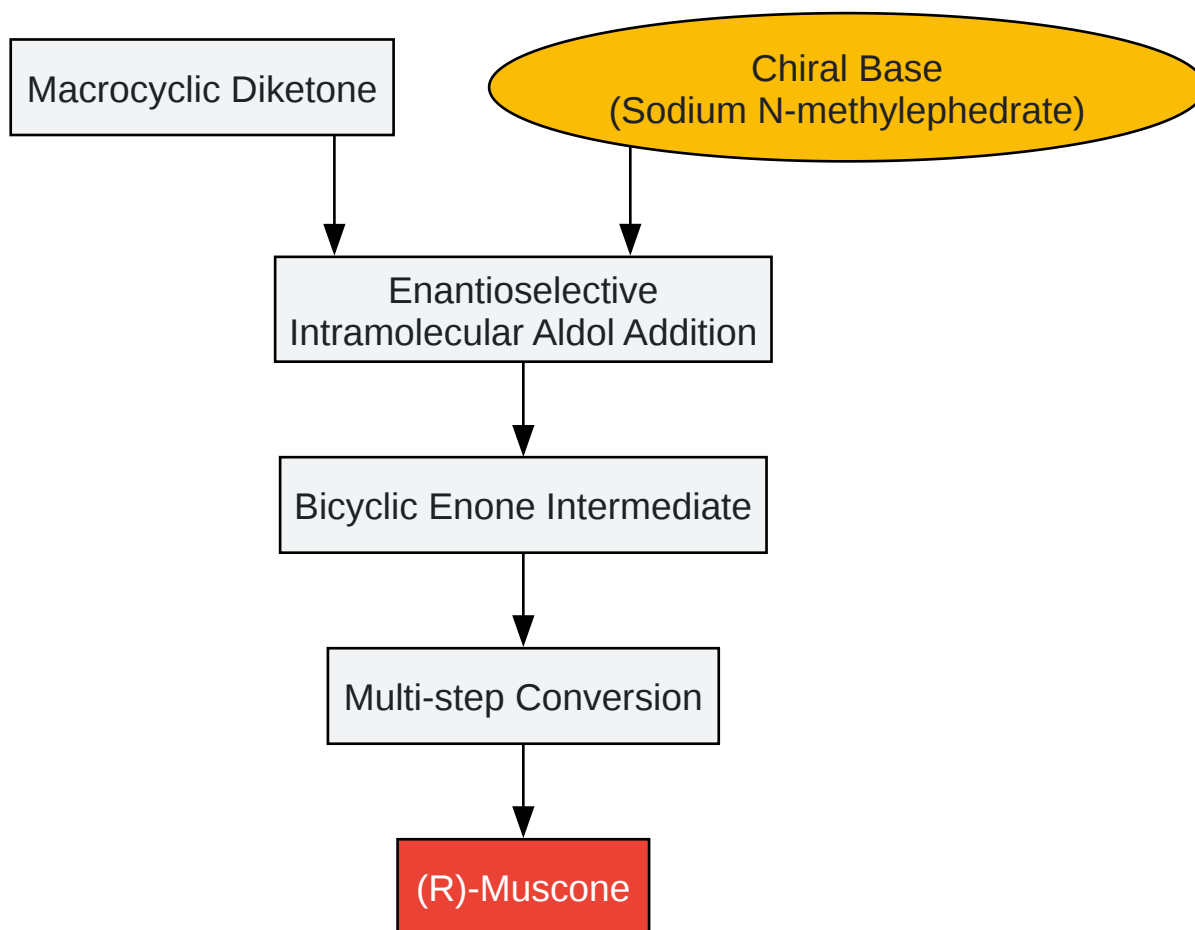 Macrocyclic Diketone
Chiral Base
(Sodium N-methylephedrate)
Enantioselective
Intramolecular Aldol Addition
Bicyclic Enone Intermediate
Multi-step Conversion
(R)-Muscone